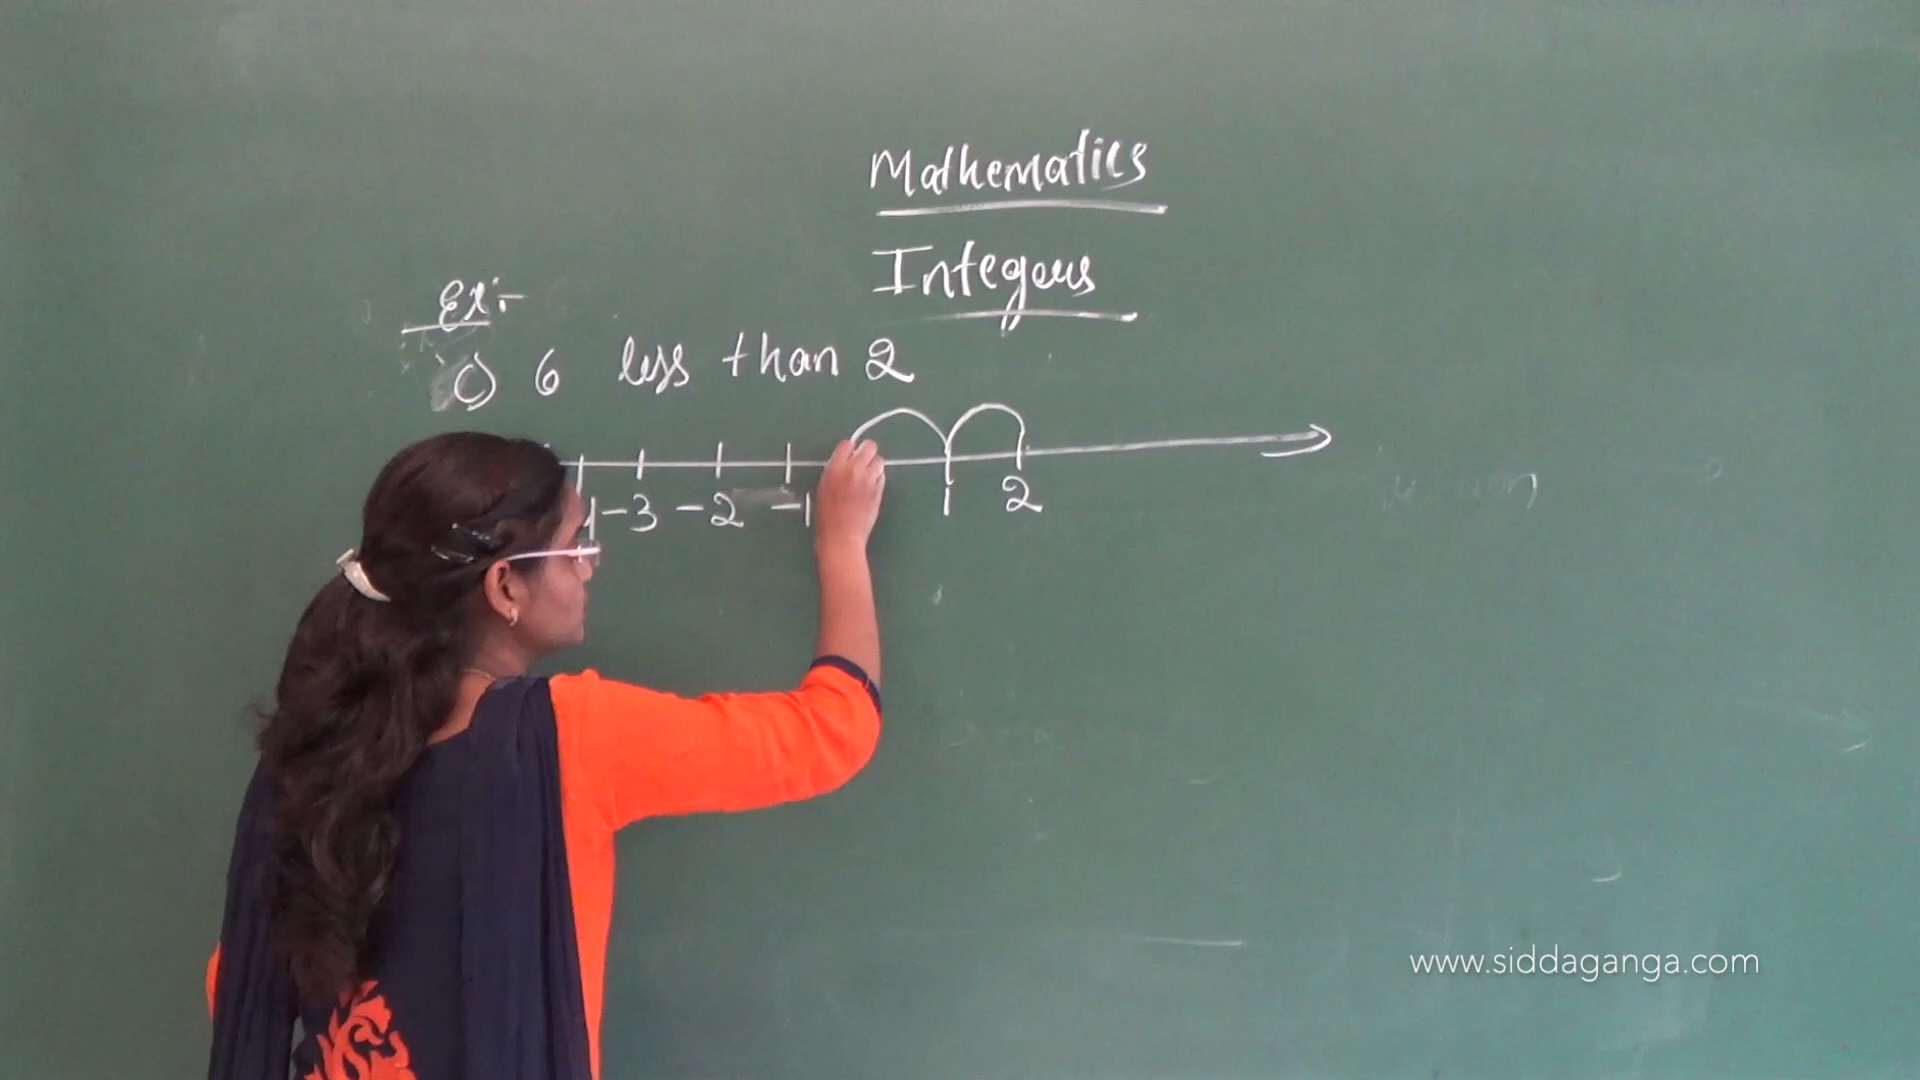 Mathematics
Integers
Ex:-
c) 6 less than 2
-3 -2 -1 1 2
www.siddaganga.com